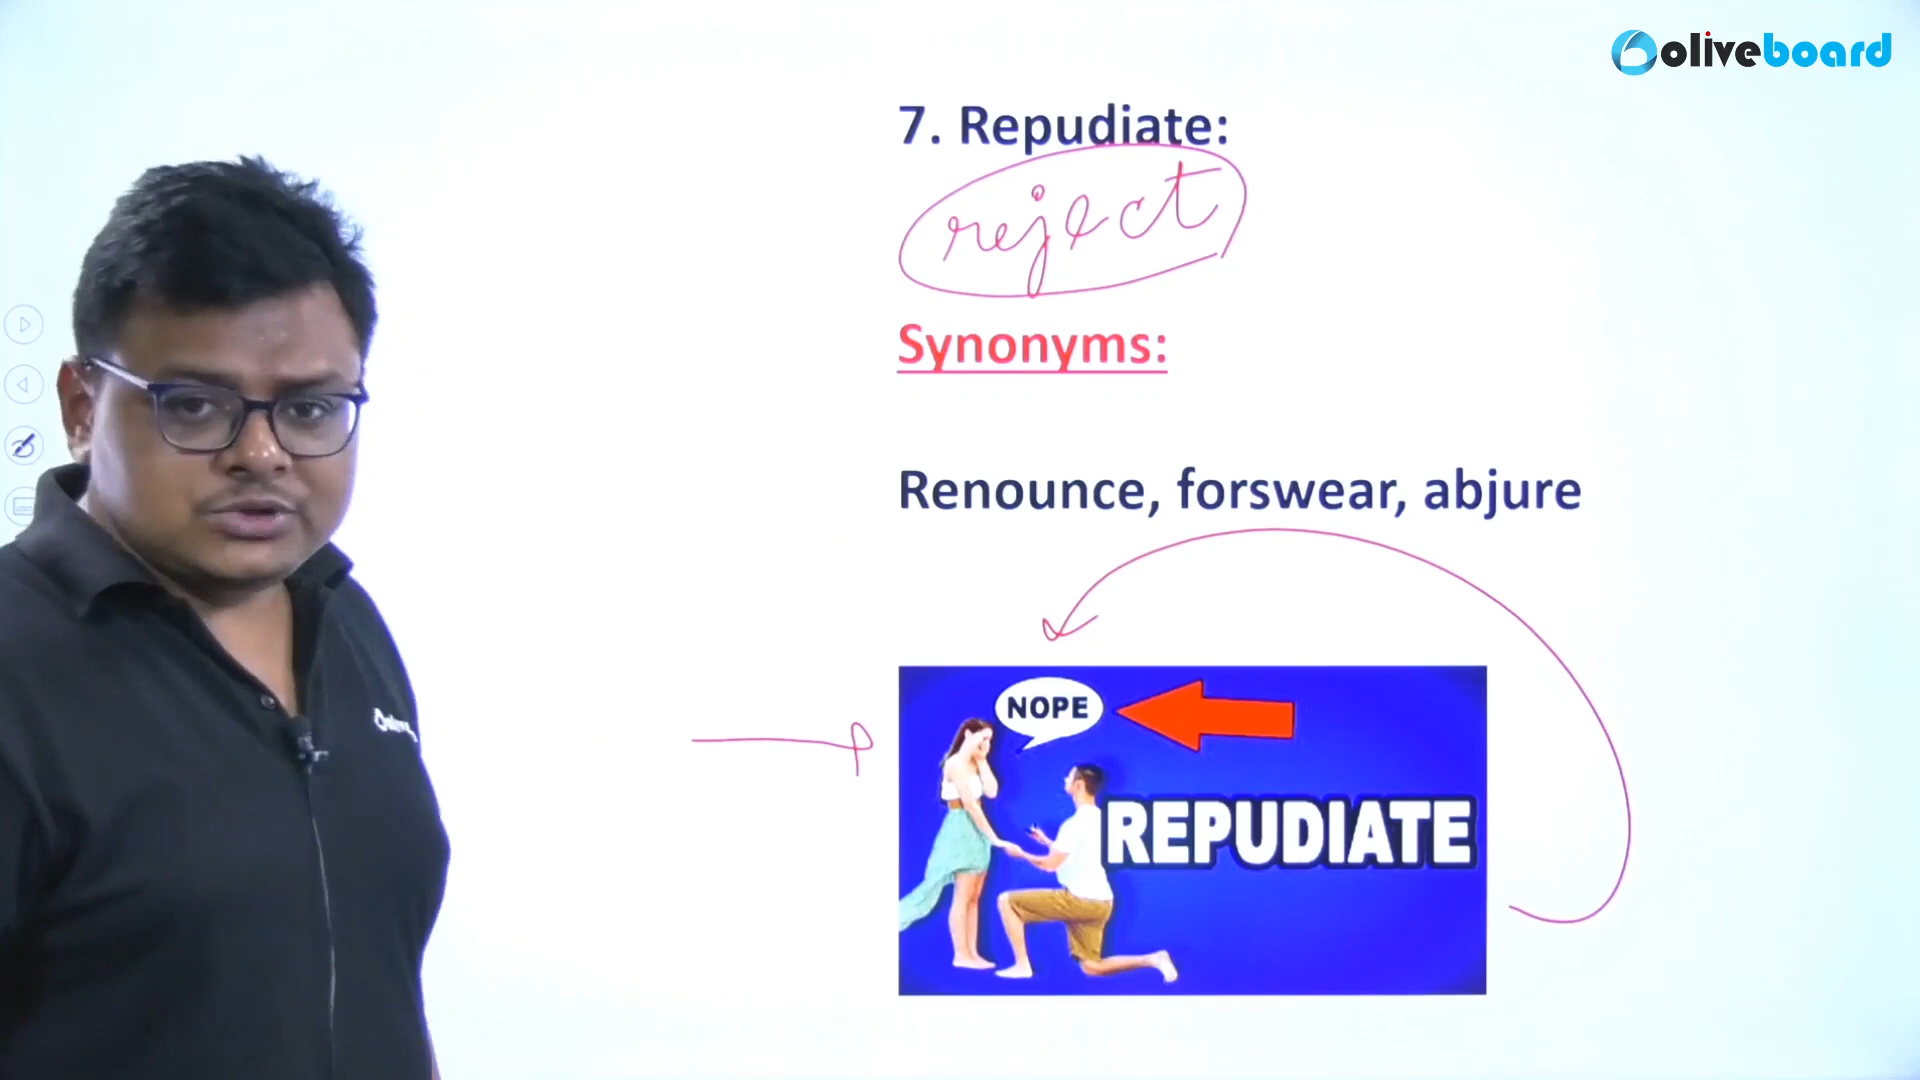 oliveboard
7. Repudiate:
reject
Synonyms:
Renounce, forswear, abjure
NOPE
REPUDIATE